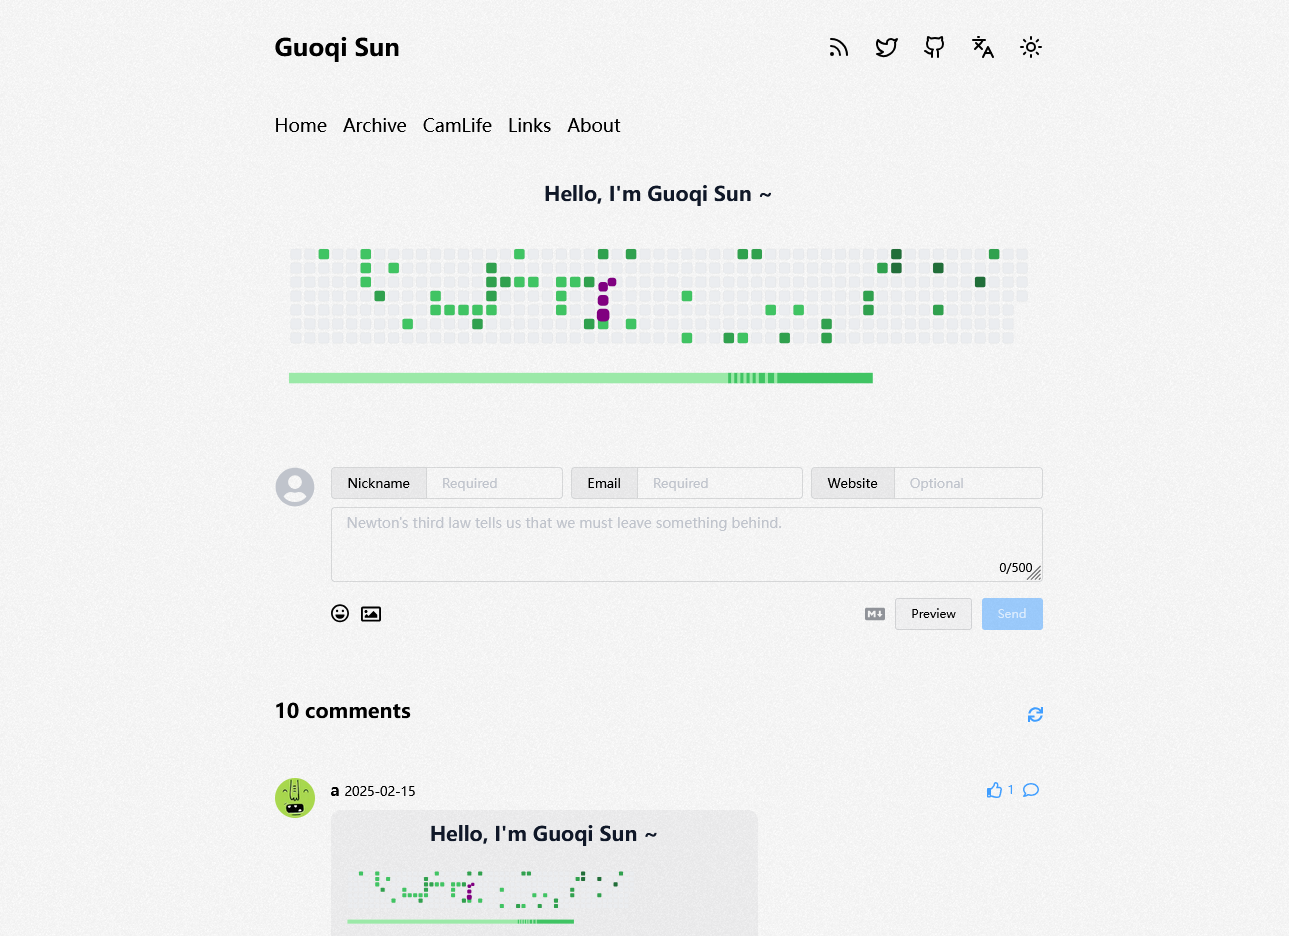 Guoqi Sun
Home Archive CamLife Links About
Hello, I'm Guoqi Sun ~
Nickname Required Email Required Website Optional
Newton's third law tells us that we must leave something behind.
0/500
Preview Send
10 comments
a 2025-02-15 1
Hello, I'm Guoqi Sun ~